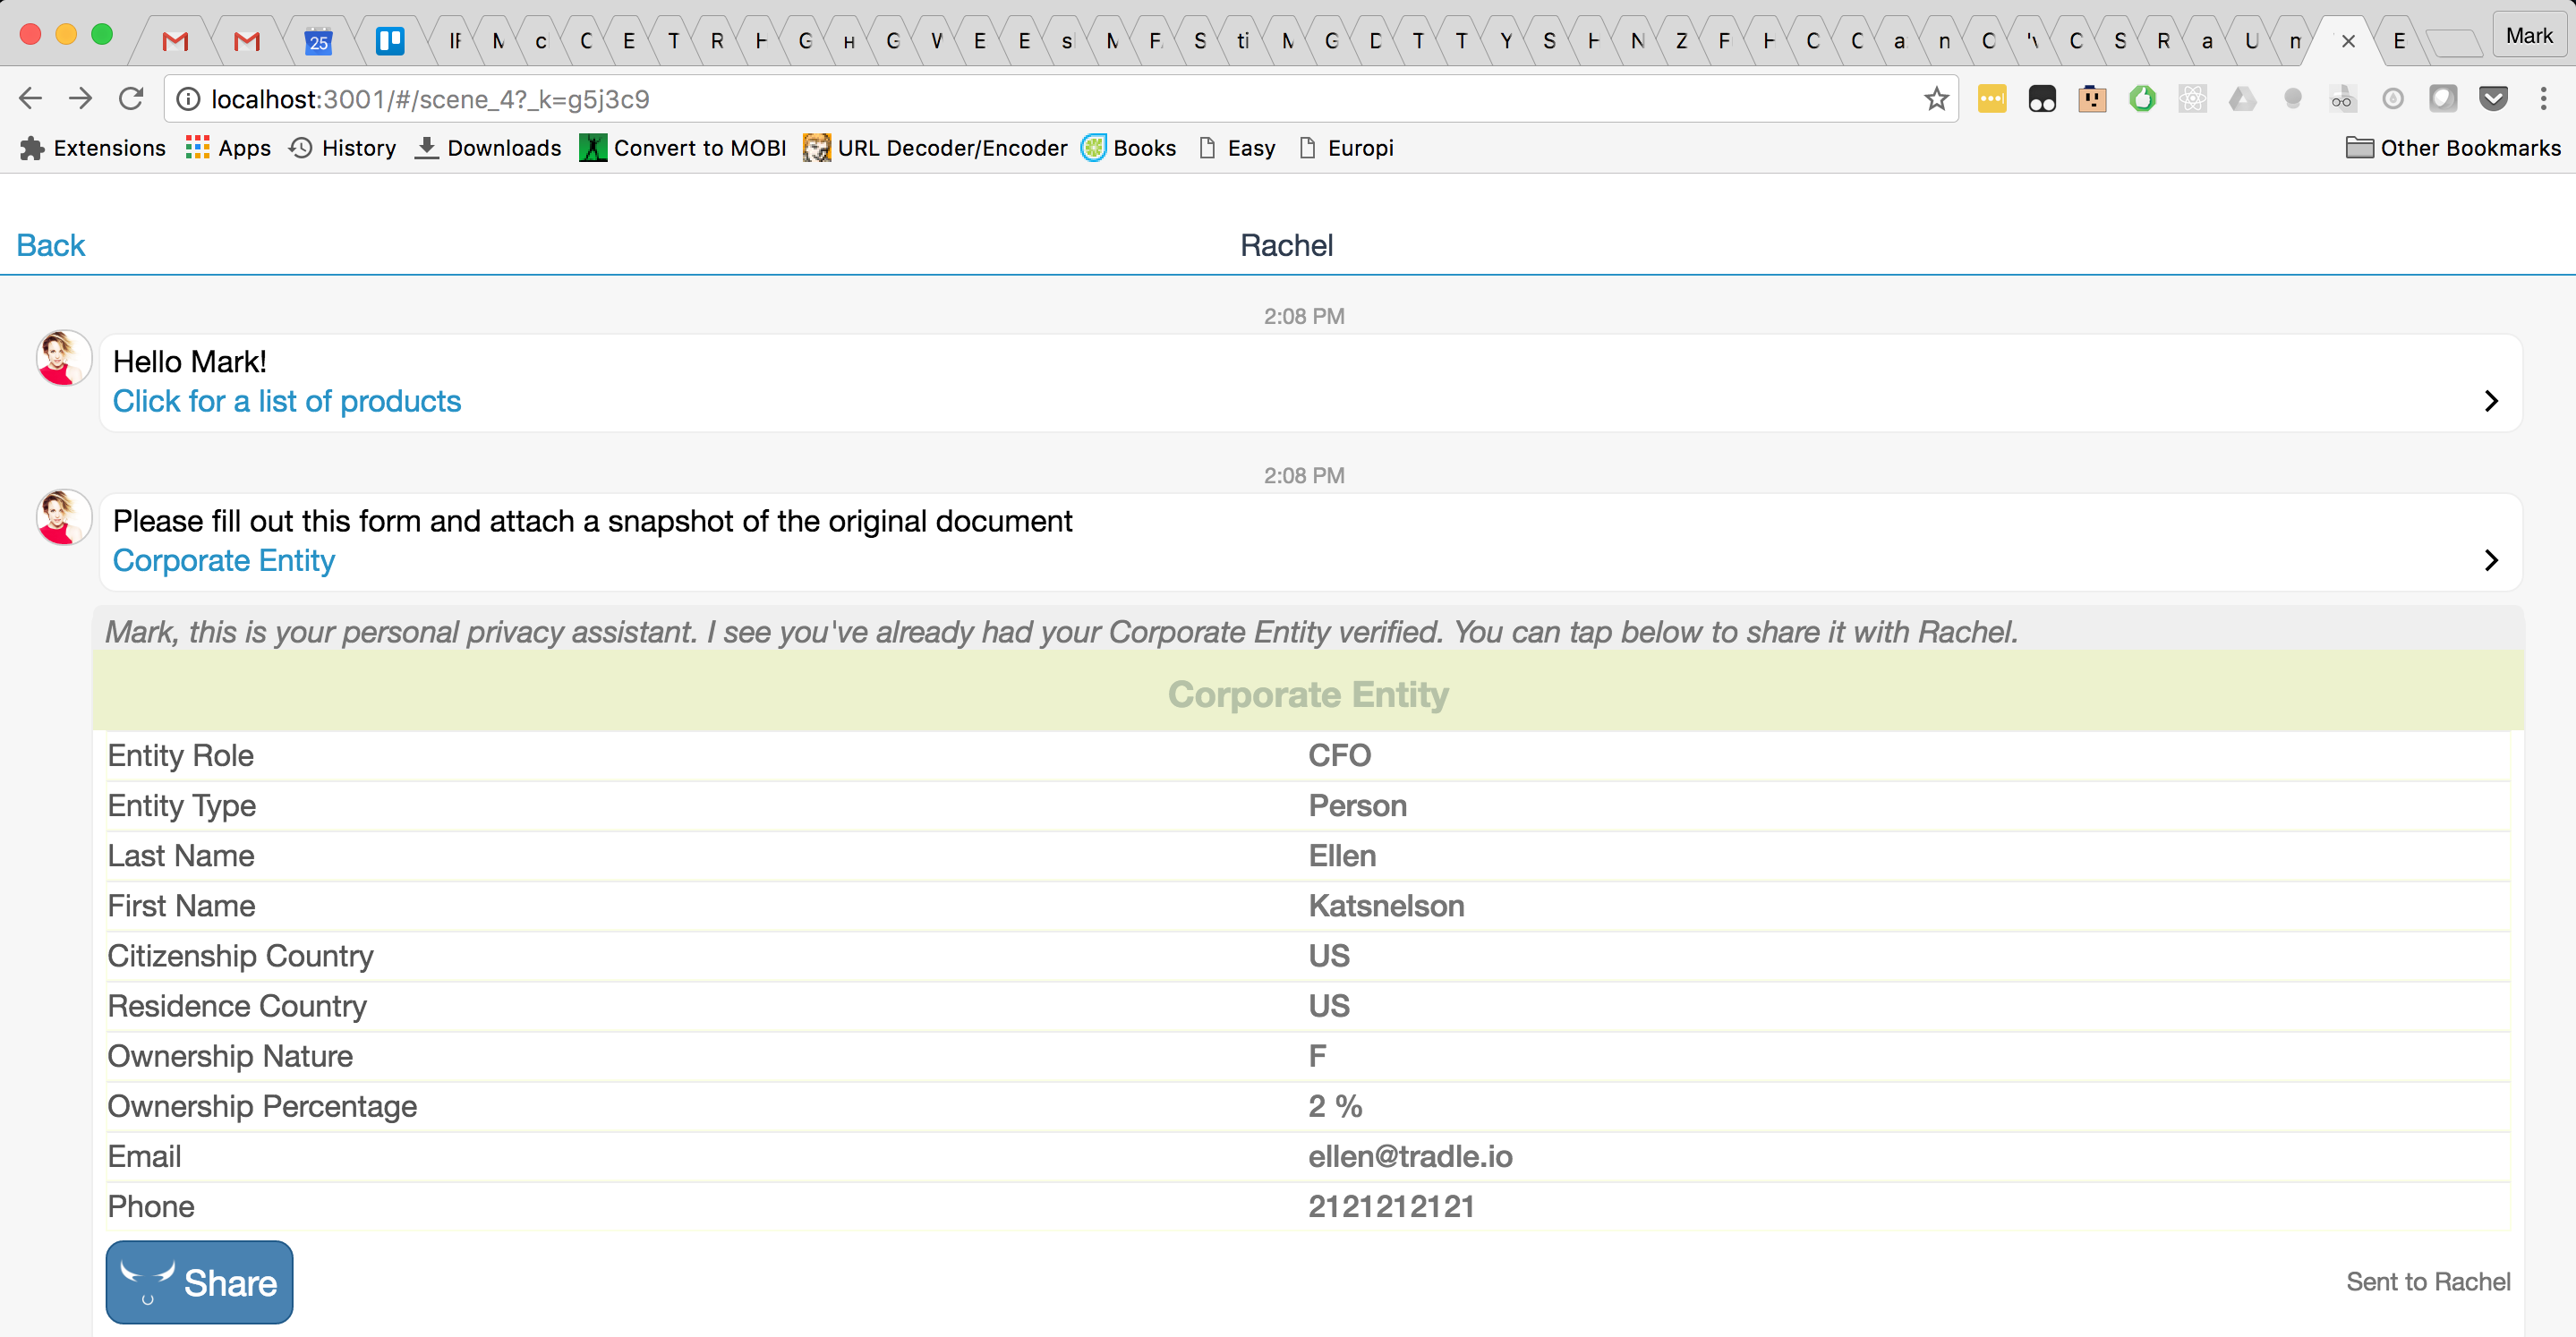 25 IF M c C E T R H G н G V E E s M F S ti M G D T T Y S H N Z F H C C a n C 'v C S R a U m E Mark
localhost:3001/#/scene_4?_k=g5j3c9
Extensions Apps History Downloads Convert to MOBI URL Decoder/Encoder Books Easy Europi Other Bookmarks
Back Rachel
2:08 PM
Hello Mark!
Click for a list of products
2:08 PM
Please fill out this form and attach a snapshot of the original document
Corporate Entity
Mark, this is your personal privacy assistant. I see you've already had your Corporate Entity verified. You can tap below to share it with Rachel.
Corporate Entity
Entity Role CFO
Entity Type Person
Last Name Ellen
First Name Katsnelson
Citizenship Country US
Residence Country US
Ownership Nature F
Ownership Percentage 2 %
Email ellen@tradle.io
Phone 2121212121
Share Sent to Rachel